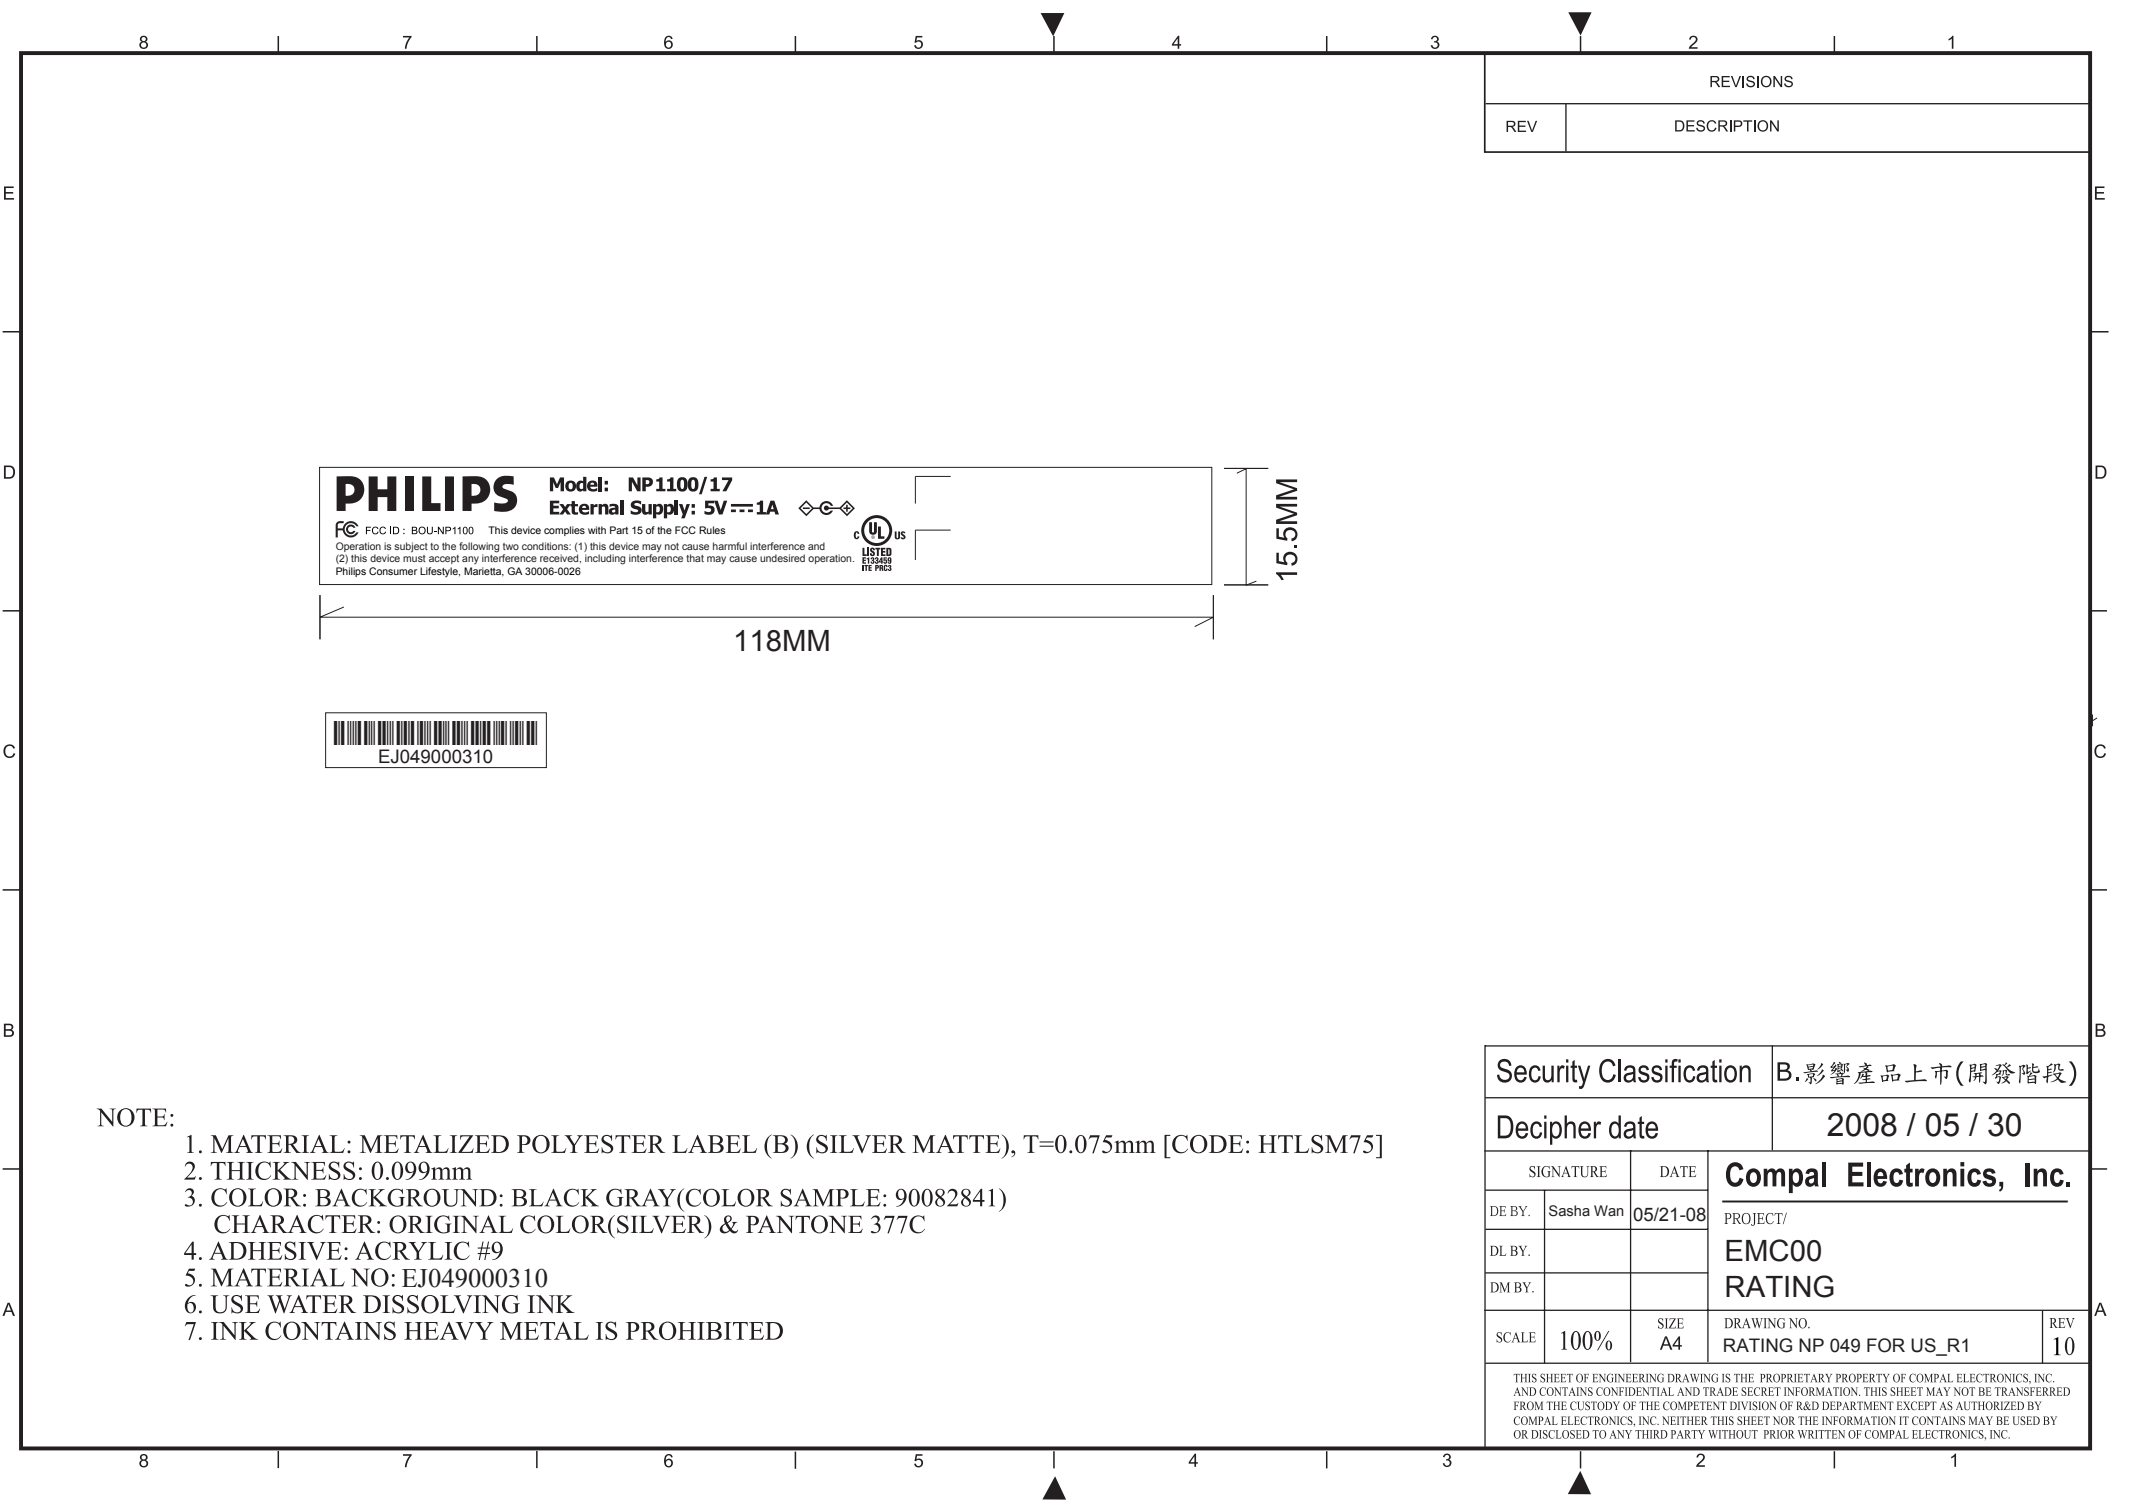 8 7 6 5 4 3 2 1
REVISIONS
REV DESCRIPTION
E E
D D
PHILIPS
Model: NP1100/17
External Supply: 5V 1A
FC FCC ID : BOU-NP1100 This device complies with Part 15 of the FCC Rules
Operation is subject to the following two conditions: (1) this device may not cause harmful interference and
(2) this device must accept any interference received, including interference that may cause undesired operation.
Philips Consumer Lifestyle, Marietta, GA 30006-0026
C UL US
LISTED
E133459
ITE PRC3
15.5MM
118MM
C C
EJ049000310
B B
NOTE:
1. MATERIAL: METALIZED POLYESTER LABEL (B) (SILVER MATTE), T=0.075mm [CODE: HTLSM75]
2. THICKNESS: 0.099mm
3. COLOR: BACKGROUND: BLACK GRAY(COLOR SAMPLE: 90082841)
CHARACTER: ORIGINAL COLOR(SILVER) & PANTONE 377C
4. ADHESIVE: ACRYLIC #9
5. MATERIAL NO: EJ049000310
6. USE WATER DISSOLVING INK
7. INK CONTAINS HEAVY METAL IS PROHIBITED
Security Classification B.影響產品上市(開發階段)
Decipher date 2008 / 05 / 30
SIGNATURE DATE
Compal Electronics, Inc.
DE BY. Sasha Wan 05/21-08
PROJECT/
DL BY.
EMC00
DM BY.
RATING
A A
SCALE 100%
SIZE
A4
DRAWING NO.
RATING NP 049 FOR US_R1
REV
10
THIS SHEET OF ENGINEERING DRAWING IS THE PROPRIETARY PROPERTY OF COMPAL ELECTRONICS, INC.
AND CONTAINS CONFIDENTIAL AND TRADE SECRET INFORMATION. THIS SHEET MAY NOT BE TRANSFERRED
FROM THE CUSTODY OF THE COMPETENT DIVISION OF R&D DEPARTMENT EXCEPT AS AUTHORIZED BY
COMPAL ELECTRONICS, INC. NEITHER THIS SHEET NOR THE INFORMATION IT CONTAINS MAY BE USED BY
OR DISCLOSED TO ANY THIRD PARTY WITHOUT PRIOR WRITTEN OF COMPAL ELECTRONICS, INC.
8 7 6 5 4 3 2 1